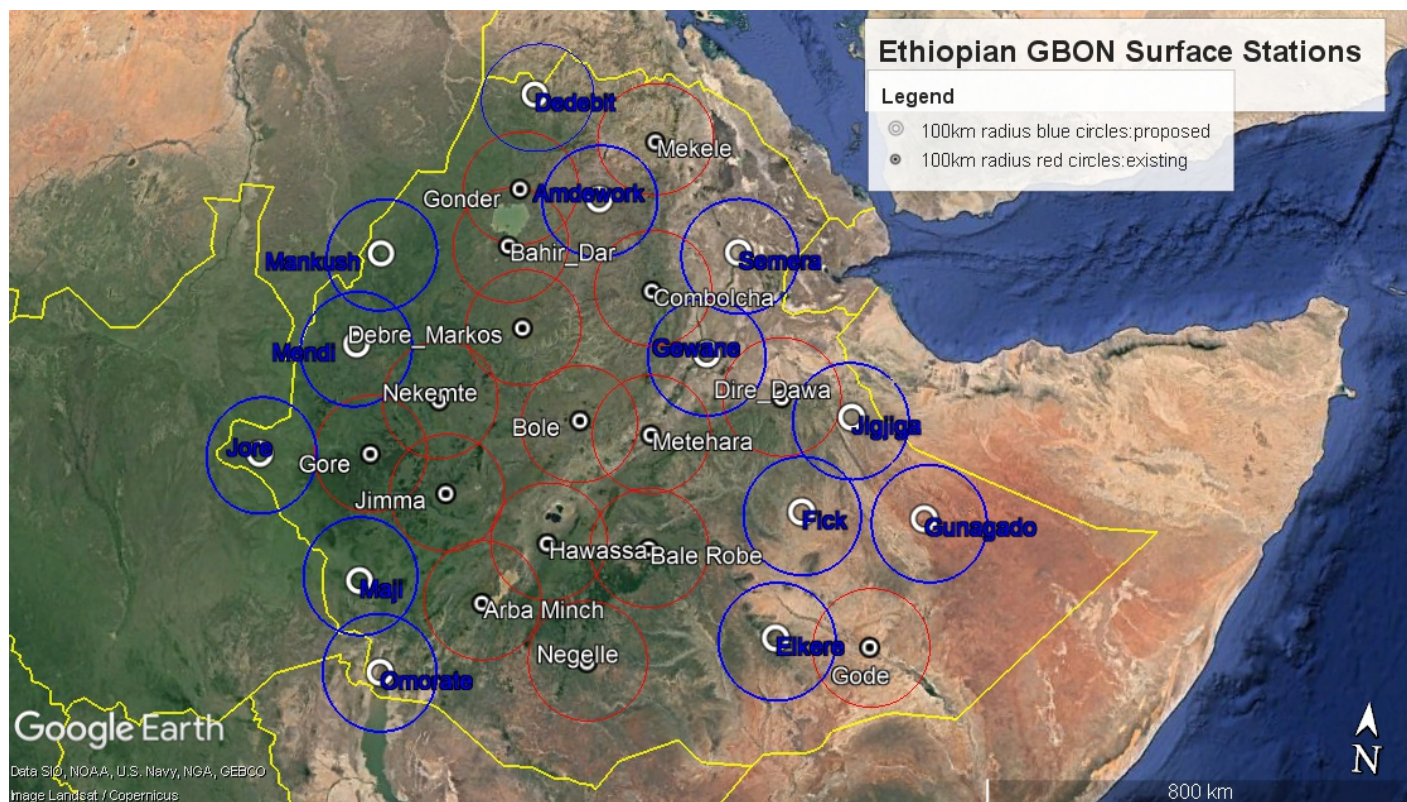 Ethiopian GBON Surface Stations
Legend
100km radius blue circles:proposed
100km radius red circles:existing
Dedebit
Mekele
Gonder
Amdework
Bahir_Dar
Mankush
Semera
Combolcha
Debre_Markos
Mendi
Gewane
Nekemte
Dire_Dawa
Bole
Metehara
Jijjiga
Jore
Gore
Jimma
Fick
Gunagado
Hawassa
Bale Robe
Maji
Arba Minch
Negelle
Elkere
Gode
Omorate
Google Earth
Data SIO, NOAA, U.S. Navy, NGA, GEBCO
Image Landsat / Copernicus
N
800 km